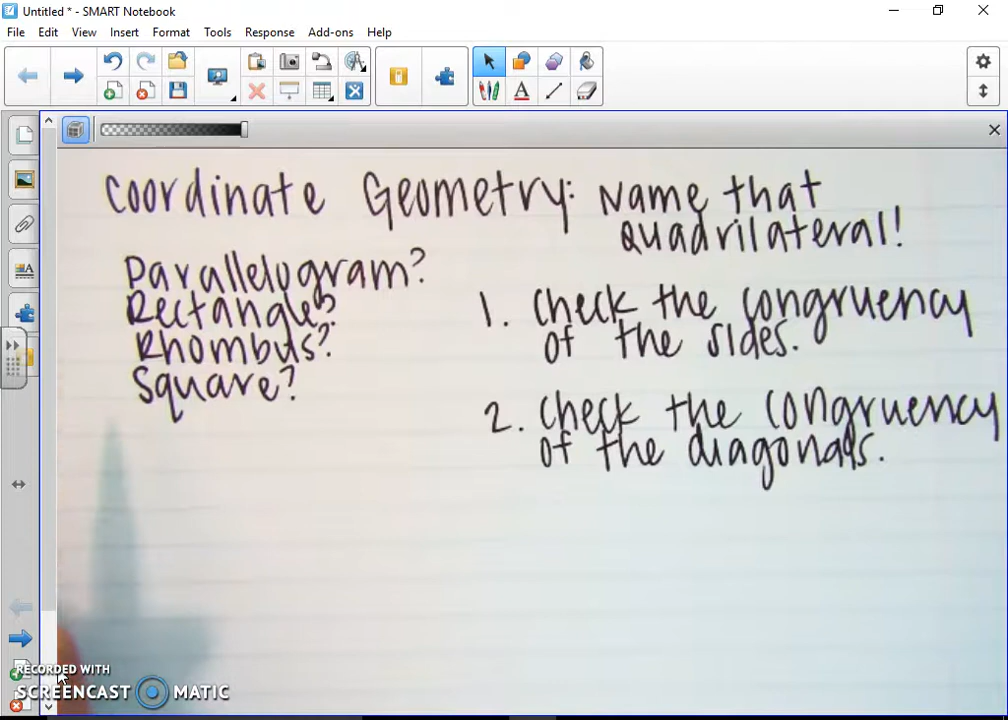 Untitled * - SMART Notebook
File Edit View Insert Format Tools Response Add-ons Help
Coordinate Geometry: Name that
quadrilateral!
Parallelogram?
Rectangle?
Rhombus?
Square?
1. Check the congruency
of the sides.
2. Check the congruency
of the diagonals.
RECORDED WITH
SCREENCAST MATIC